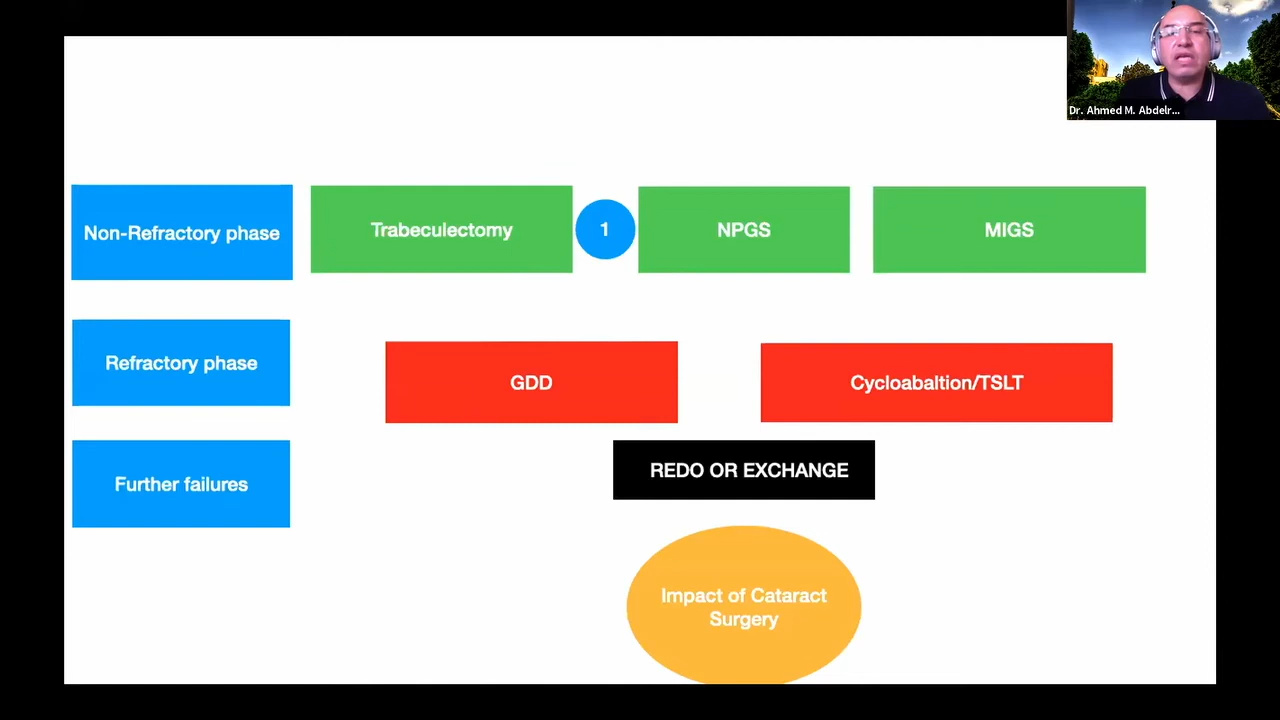 Dr. Ahmed M. Abdelr...
Non-Refractory phase
Trabeculectomy
1
NPGS
MIGS
Refractory phase
GDD
Cycloabaltion/TSLT
Further failures
REDO OR EXCHANGE
Impact of Cataract
Surgery